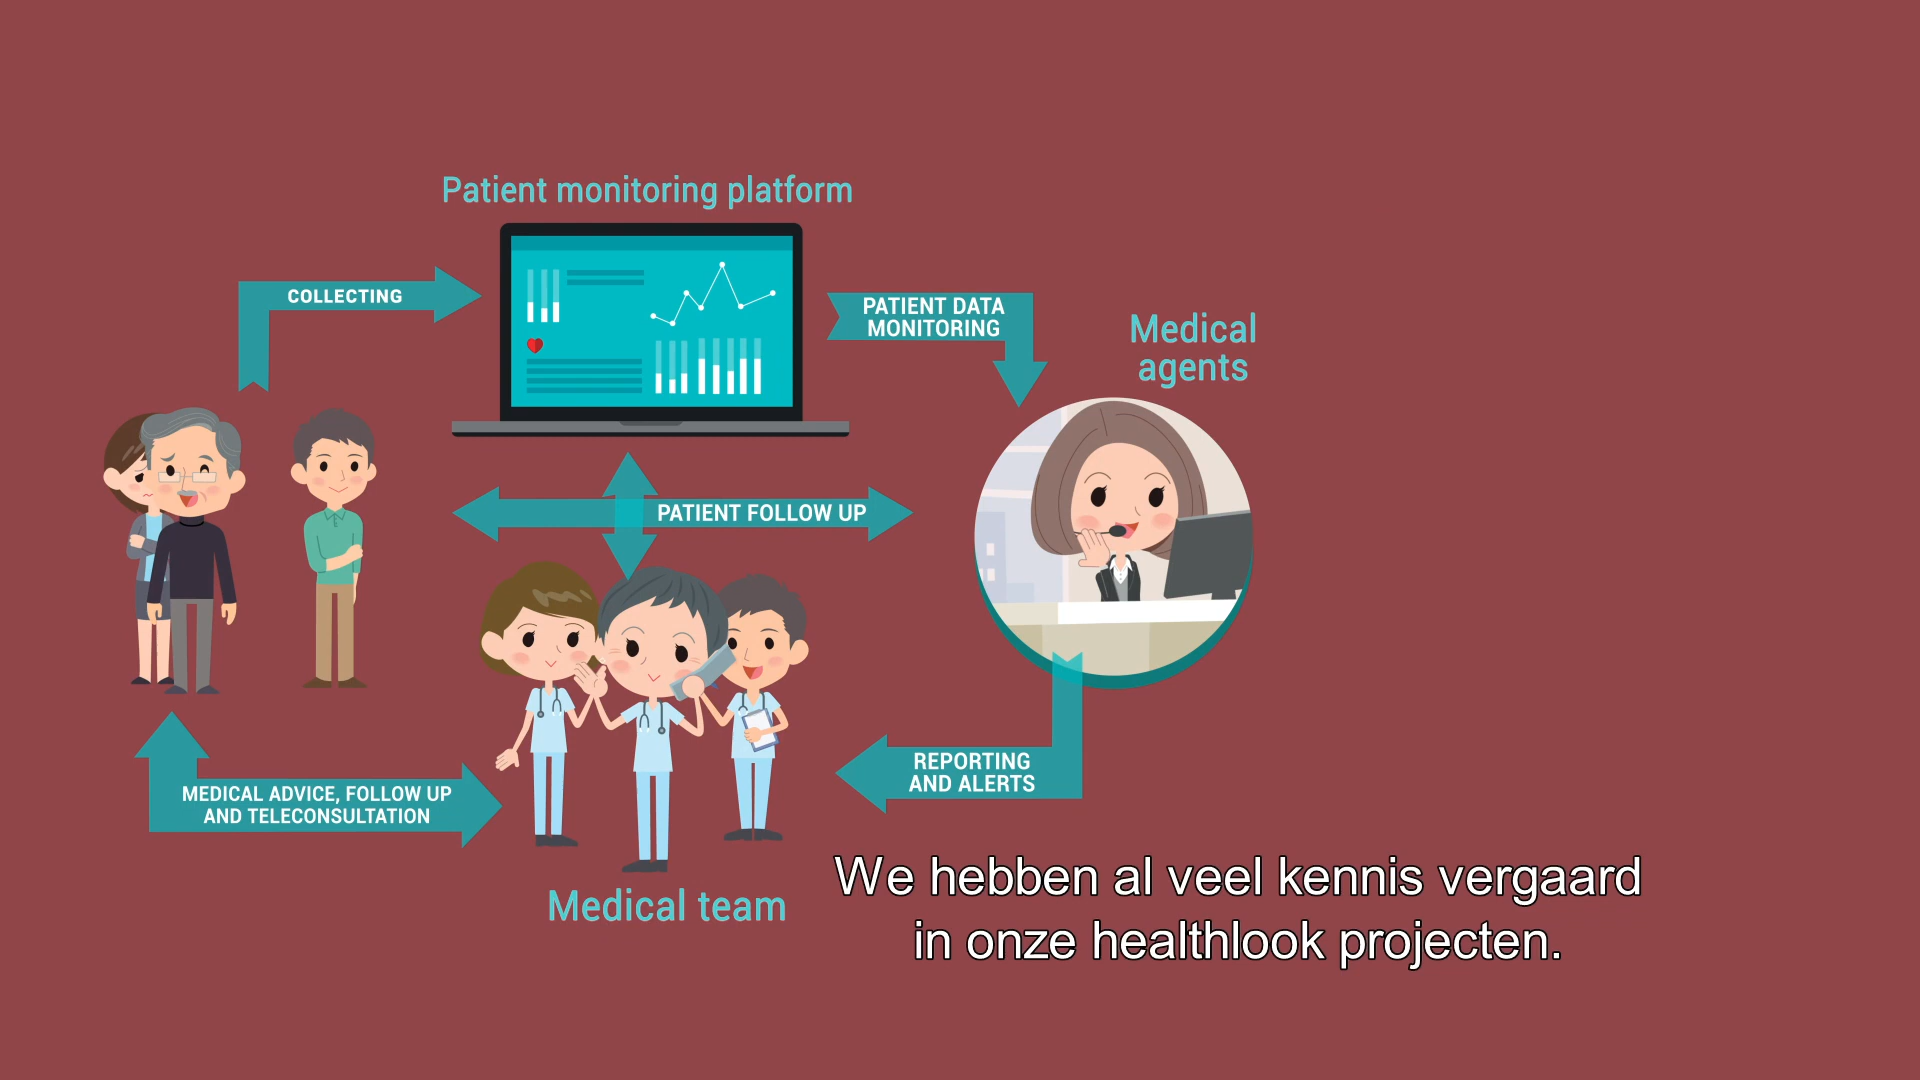 Patient monitoring platform
COLLECTING
PATIENT DATA
MONITORING
Medical
agents
PATIENT FOLLOW UP
REPORTING
AND ALERTS
MEDICAL ADVICE, FOLLOW UP
AND TELECONSULTATION
Medical team
We hebben al veel kennis vergaard
in onze healthlook projecten.